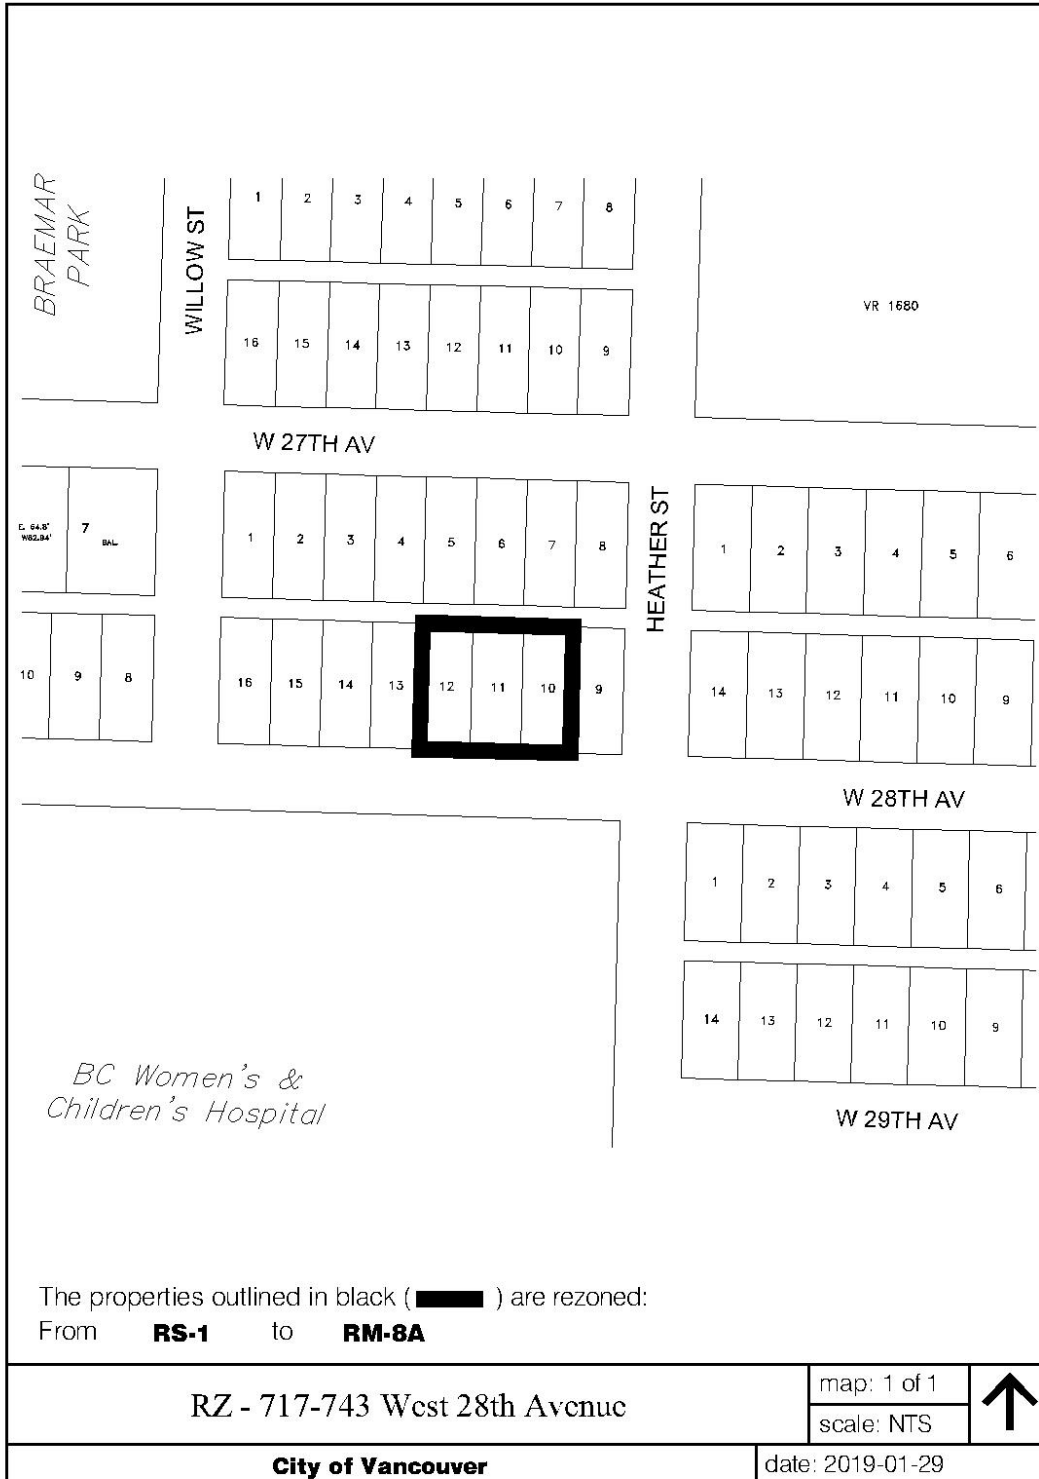 BRAEMAR
PARK
WILLOW ST
1 2 3 4 5 6 7 8
VR 1680
16 15 14 13 12 11 10 9
W 27TH AV
HEATHER ST
E. 64.8'
W82.94'
7
BAL.
1 2 3 4 5 6 7 8
1 2 3 4 5 6
10 9 8
16 15 14 13 12 11 10 9
14 13 12 11 10 9
W 28TH AV
1 2 3 4 5 6
14 13 12 11 10 9
BC Women's &
Children's Hospital
W 29TH AV
The properties outlined in black ( ) are rezoned:
From RS-1 to RM-8A
RZ - 717-743 West 28th Avenue
map: 1 of 1
scale: NTS
City of Vancouver
date: 2019-01-29